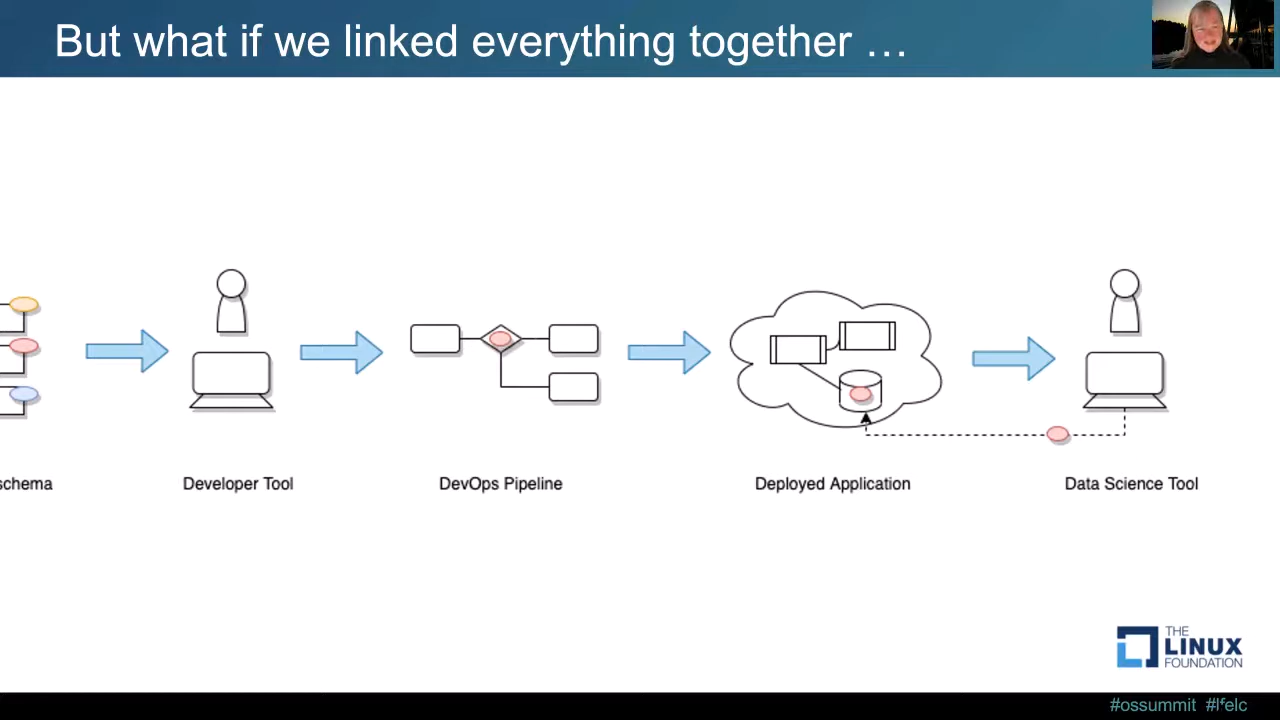 But what if we linked everything together …
schema
Developer Tool
DevOps Pipeline
Deployed Application
Data Science Tool
THE
LINUX
FOUNDATION
#ossummit #lfelc